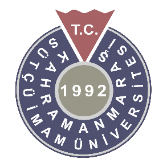 T.C.
KAHRAMANMARAŞ
SÜTÇÜ İMAM ÜNİVERSİTESİ
1992